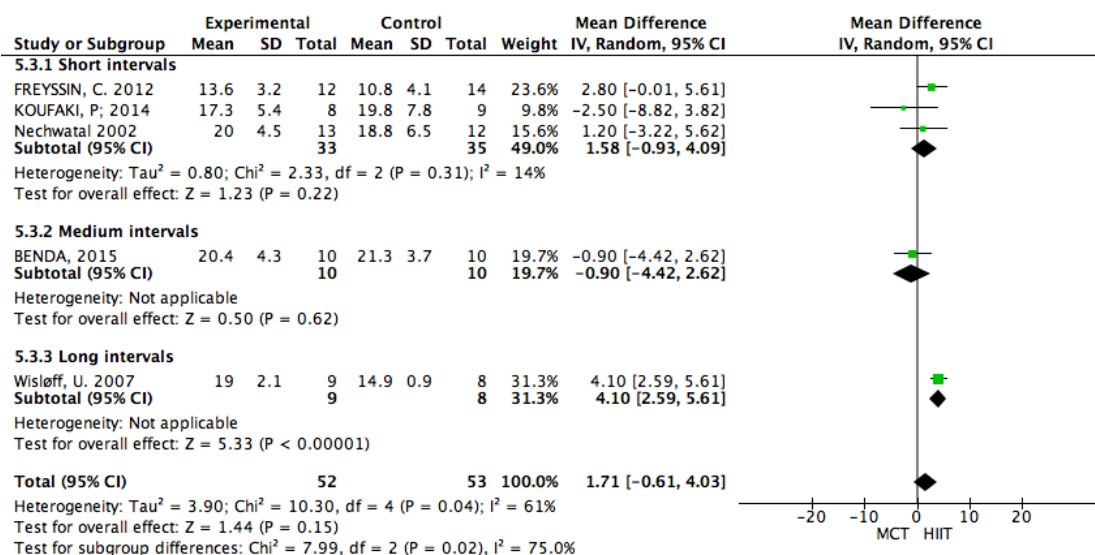 Experimental Control Mean Difference Mean Difference
Study or Subgroup Mean SD Total Mean SD Total Weight IV, Random, 95% CI IV, Random, 95% CI
5.3.1 Short intervals
FREYSSIN, C. 2012 13.6 3.2 12 10.8 4.1 14 23.6% 2.80 [-0.01, 5.61]
KOUFAKI, P; 2014 17.3 5.4 8 19.8 7.8 9 9.8% -2.50 [-8.82, 3.82]
Nechwatal 2002 20 4.5 13 18.8 6.5 12 15.6% 1.20 [-3.22, 5.62]
Subtotal (95% CI) 33 35 49.0% 1.58 [-0.93, 4.09]
Heterogeneity: Tau² = 0.80; Chi² = 2.33, df = 2 (P = 0.31); I² = 14%
Test for overall effect: Z = 1.23 (P = 0.22)
5.3.2 Medium intervals
BENDA, 2015 20.4 4.3 10 21.3 3.7 10 19.7% -0.90 [-4.42, 2.62]
Subtotal (95% CI) 10 10 19.7% -0.90 [-4.42, 2.62]
Heterogeneity: Not applicable
Test for overall effect: Z = 0.50 (P = 0.62)
5.3.3 Long intervals
Wisløff, U. 2007 19 2.1 9 14.9 0.9 8 31.3% 4.10 [2.59, 5.61]
Subtotal (95% CI) 9 8 31.3% 4.10 [2.59, 5.61]
Heterogeneity: Not applicable
Test for overall effect: Z = 5.33 (P < 0.00001)
Total (95% CI) 52 53 100.0% 1.71 [-0.61, 4.03]
Heterogeneity: Tau² = 3.90; Chi² = 10.30, df = 4 (P = 0.04); I² = 61%
Test for overall effect: Z = 1.44 (P = 0.15)
Test for subgroup differences: Chi² = 7.99, df = 2 (P = 0.02), I² = 75.0%
-20 -10 0 10 20
MCT HIIT